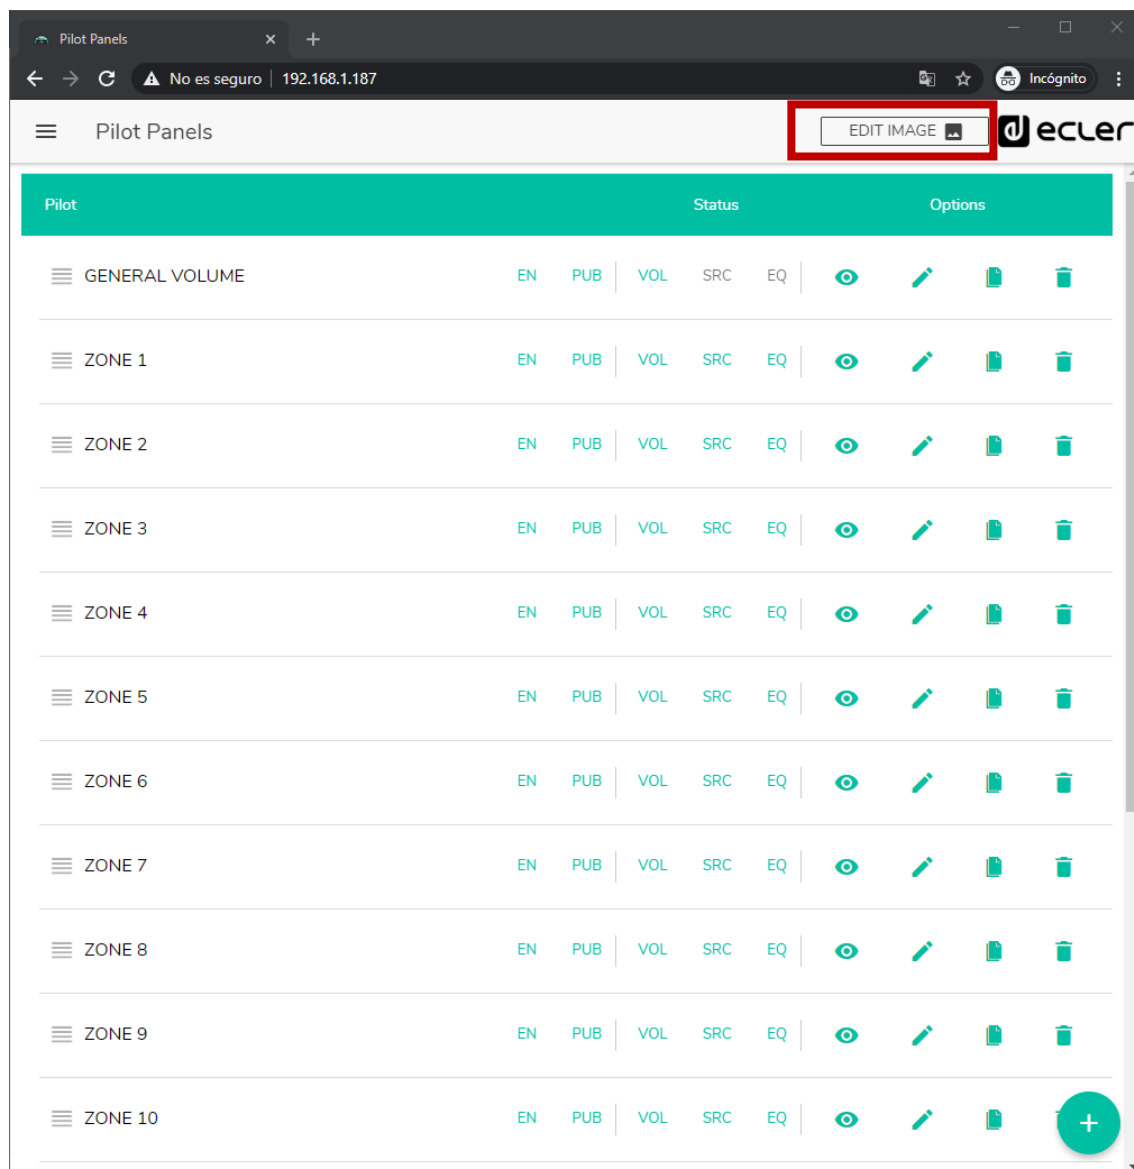 Pilot Panels
No es seguro 192.168.1.187 Incógnito
Pilot Panels EDIT IMAGE ecler
Pilot Status Options
GENERAL VOLUME EN PUB VOL SRC EQ
ZONE 1 EN PUB VOL SRC EQ
ZONE 2 EN PUB VOL SRC EQ
ZONE 3 EN PUB VOL SRC EQ
ZONE 4 EN PUB VOL SRC EQ
ZONE 5 EN PUB VOL SRC EQ
ZONE 6 EN PUB VOL SRC EQ
ZONE 7 EN PUB VOL SRC EQ
ZONE 8 EN PUB VOL SRC EQ
ZONE 9 EN PUB VOL SRC EQ
ZONE 10 EN PUB VOL SRC EQ